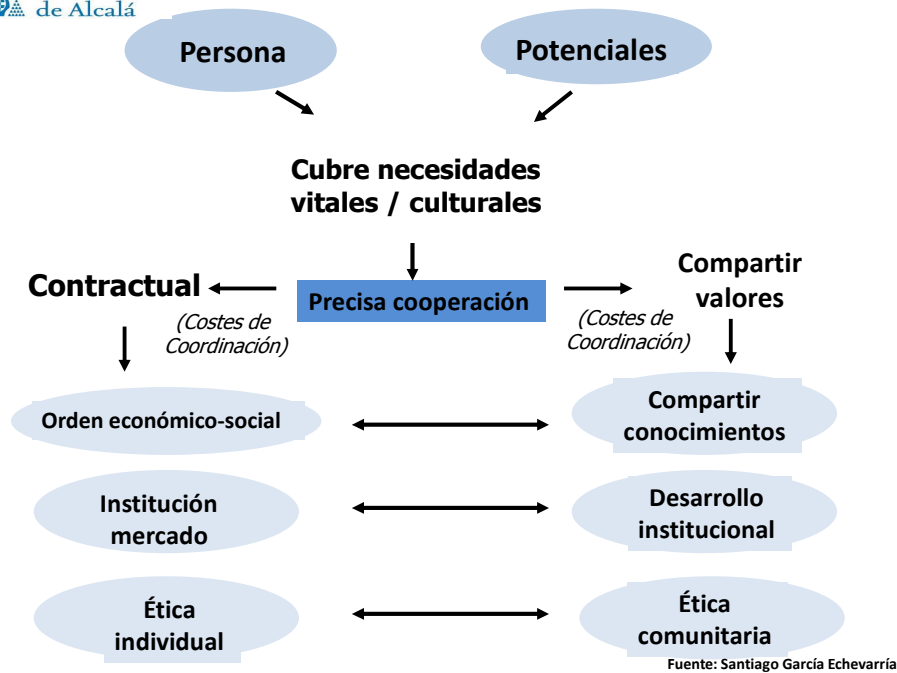 de Alcalá
Persona
Potenciales
Cubre necesidades
vitales / culturales
Contractual
Precisa cooperación
Compartir
valores
(Costes de
Coordinación)
(Costes de
Coordinación)
Orden económico-social
Compartir
conocimientos
Institución
mercado
Desarrollo
institucional
Ética
individual
Ética
comunitaria
Fuente: Santiago García Echevarría